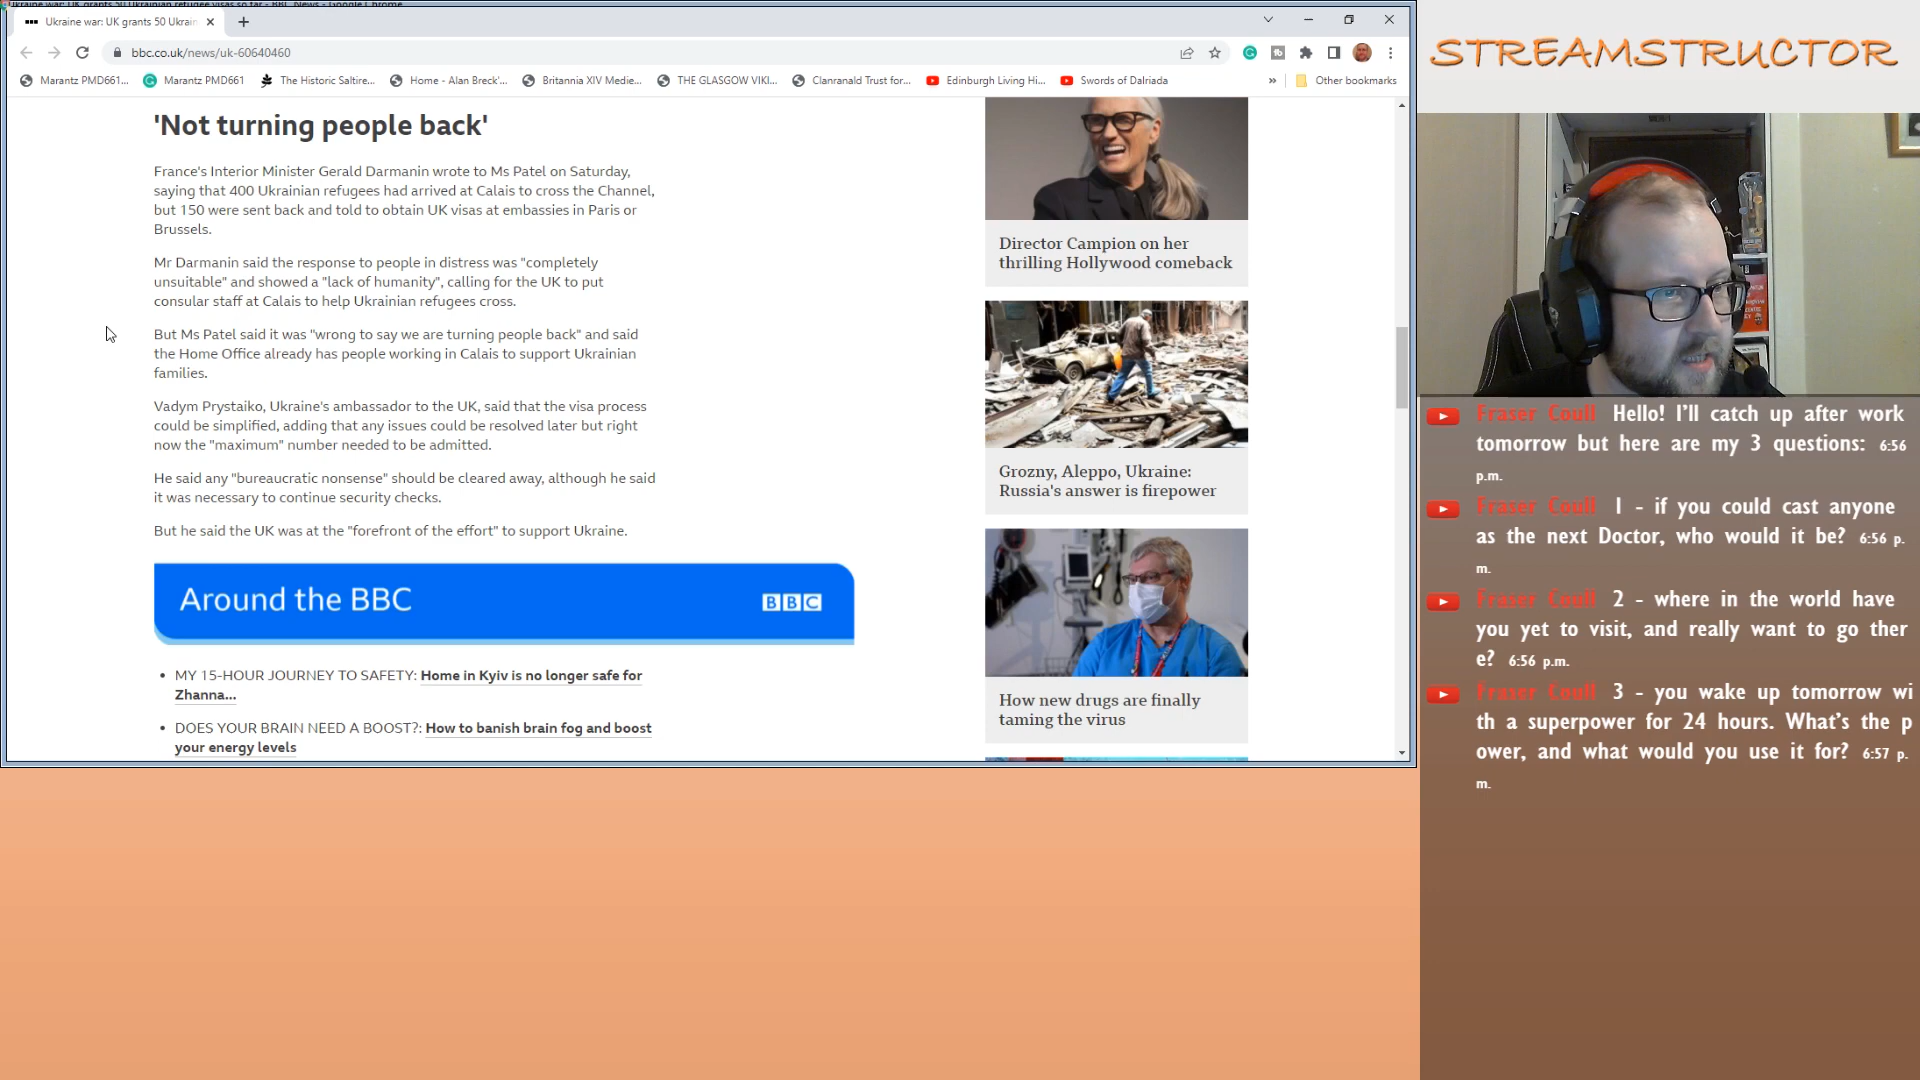 Ukraine war: UK grants 50 Ukrainian refugee visas so far - BBC News - Google Chrome
Ukraine war: UK grants 50 Ukrain
bbc.co.uk/news/uk-60640460
Marantz PMD661... Marantz PMD661 The Historic Saltire... Home - Alan Breck'... Britannia XIV Medie... THE GLASGOW VIKI... Clanranald Trust for... Edinburgh Living Hi... Swords of Dalriada » Other bookmarks
'Not turning people back'
France's Interior Minister Gerald Darmanin wrote to Ms Patel on Saturday,
saying that 400 Ukrainian refugees had arrived at Calais to cross the Channel,
but 150 were sent back and told to obtain UK visas at embassies in Paris or
Brussels.
Mr Darmanin said the response to people in distress was "completely
unsuitable" and showed a "lack of humanity", calling for the UK to put
consular staff at Calais to help Ukrainian refugees cross.
But Ms Patel said it was "wrong to say we are turning people back" and said
the Home Office already has people working in Calais to support Ukrainian
families.
Vadym Prystaiko, Ukraine's ambassador to the UK, said that the visa process
could be simplified, adding that any issues could be resolved later but right
now the "maximum" number needed to be admitted.
He said any "bureaucratic nonsense" should be cleared away, although he said
it was necessary to continue security checks.
But he said the UK was at the "forefront of the effort" to support Ukraine.
Around the BBC
BBC
• MY 15-HOUR JOURNEY TO SAFETY: Home in Kyiv is no longer safe for
Zhanna...
• DOES YOUR BRAIN NEED A BOOST?: How to banish brain fog and boost
your energy levels
Director Campion on her
thrilling Hollywood comeback
Grozny, Aleppo, Ukraine:
Russia's answer is firepower
How new drugs are finally
taming the virus
STREAMSTRUCTOR
Fraser Coull Hello! I'll catch up after work
tomorrow but here are my 3 questions: 6:56
p.m.
Fraser Coull 1 - if you could cast anyone
as the next Doctor, who would it be? 6:56 p.
m.
Fraser Coull 2 - where in the world have
you yet to visit, and really want to go ther
e? 6:56 p.m.
Fraser Coull 3 - you wake up tomorrow wi
th a superpower for 24 hours. What's the p
ower, and what would you use it for? 6:57 p.
m.